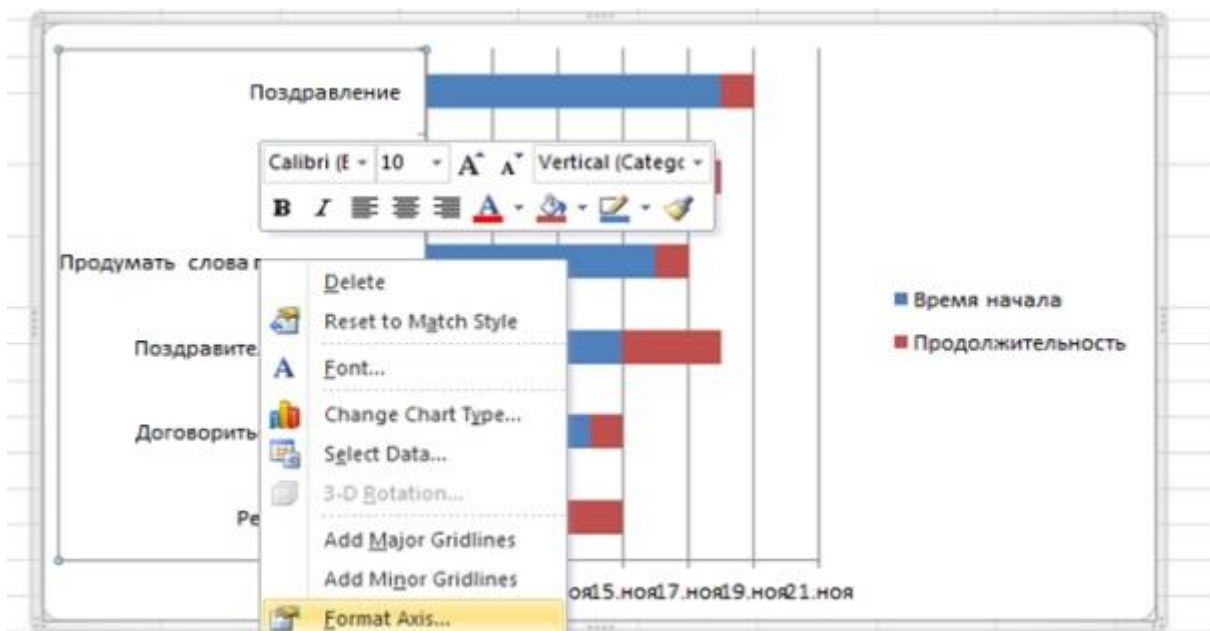 Поздравление
Calibri (E 10 A A Vertical (Catego
B I A
Продумать слова
Delete
Reset to Match Style
Время начала
Поздравите
Продолжительность
A Font...
Change Chart Type...
Договорить
Select Data...
3-D Rotation...
Ре
Add Major Gridlines
Add Minor Gridlines
оя15.ноя17.ноя19.ноя21.ноя
Format Axis...